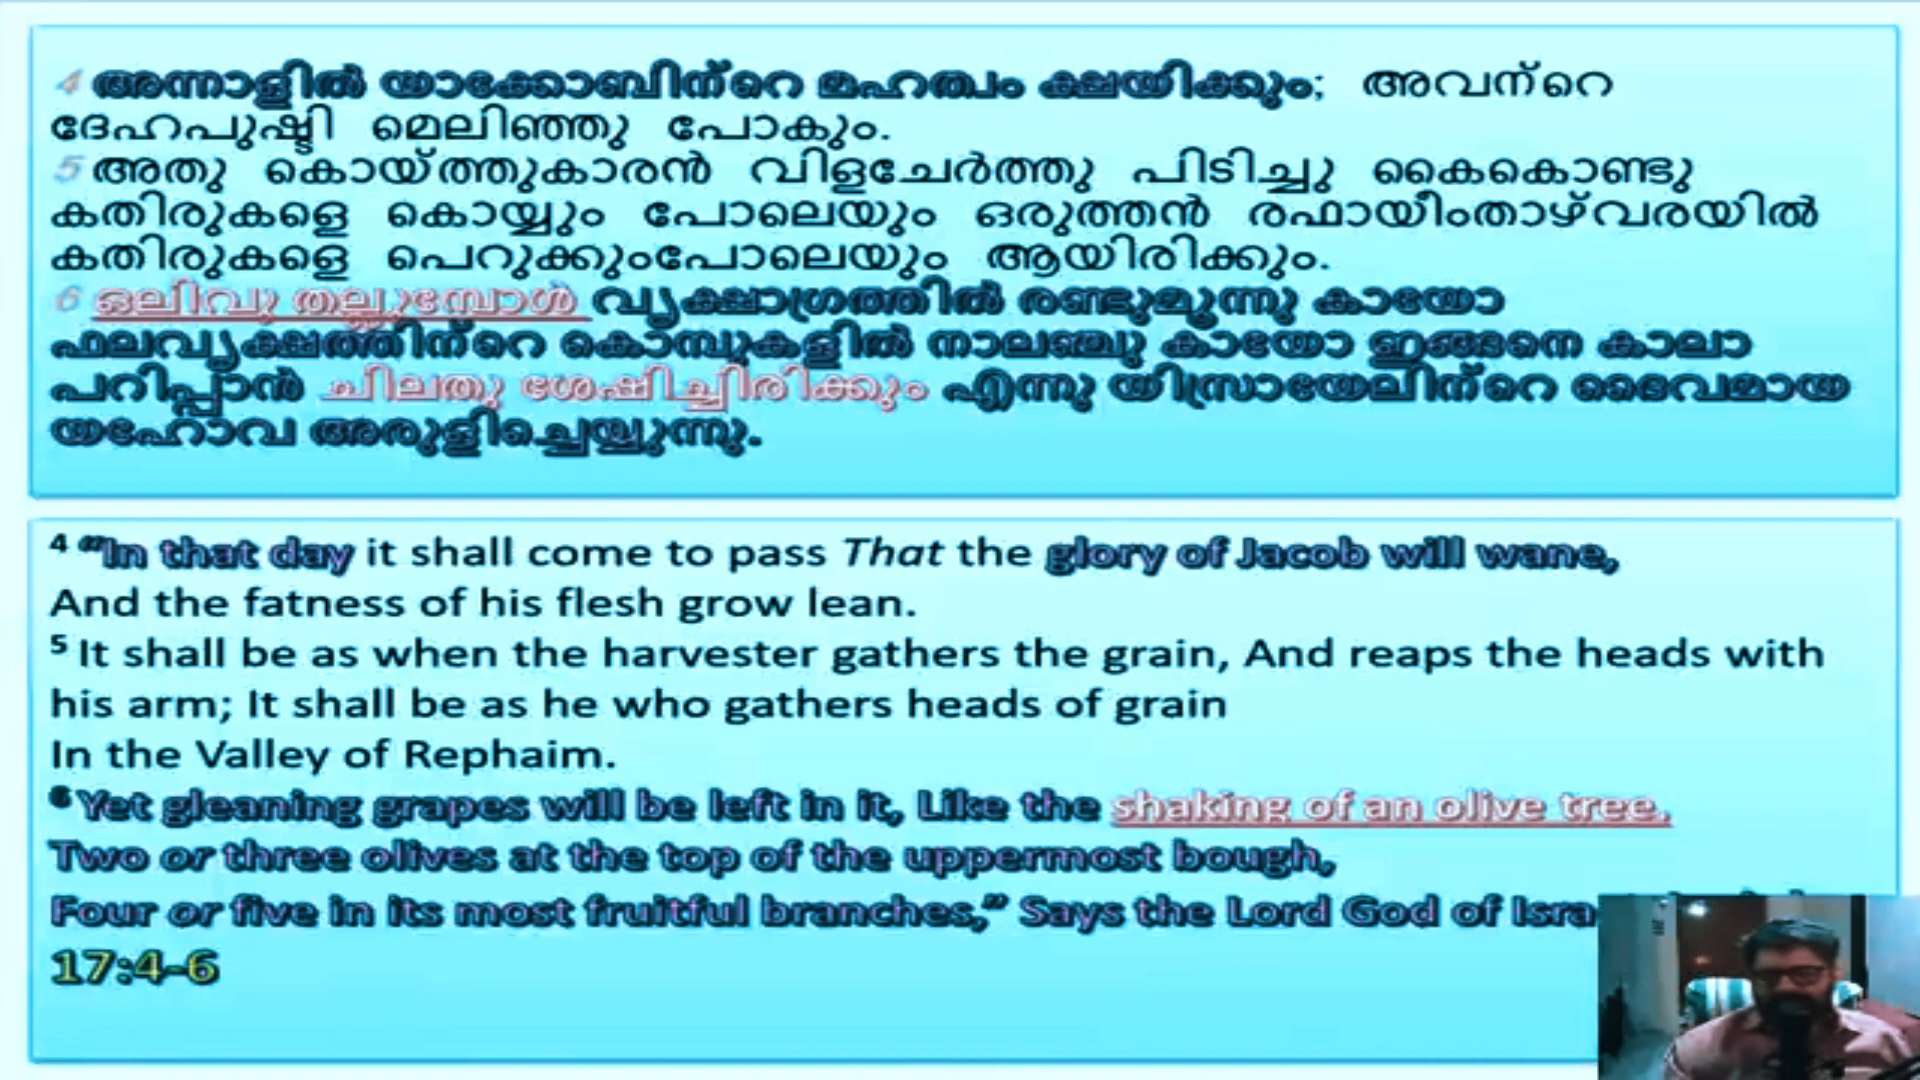 4 അന്നാളിൽ യാക്കോബിന്റെ മഹത്വം ക്ഷയിക്കും; അവന്റെ
ദേഹപുഷ്ടി മെലിഞ്ഞു പോകും.
5 അതു കൊയ്ത്തുകാരൻ വിളചേർത്തു പിടിച്ചു കൈകൊണ്ടു
കതിരുകളെ കൊയ്യും പോലെയും ഒരുത്തൻ രഫായീംതാഴ്വരയിൽ
കതിരുകളെ പെറുക്കുംപോലെയും ആയിരിക്കും.
6 ഒലിവു തല്ലുമ്പോൾ വൃക്ഷാഗ്രത്തിൽ രണ്ടുമൂന്നു കായോ
ഫലവൃക്ഷത്തിന്റെ കൊമ്പുകളിൽ നാലഞ്ചു കായോ ഇങ്ങനെ കാലാ
പറിപ്പാൻ ചിലതു ശേഷിച്ചിരിക്കും എന്നു യിസ്രായേലിന്റെ ദൈവമായ
യഹോവ അരുളിച്ചെയ്യുന്നു.
4 "In that day it shall come to pass That the glory of Jacob will wane,
And the fatness of his flesh grow lean.
5 It shall be as when the harvester gathers the grain, And reaps the heads with
his arm; It shall be as he who gathers heads of grain
In the Valley of Rephaim.
6 Yet gleaning grapes will be left in it, Like the shaking of an olive tree,
Two or three olives at the top of the uppermost bough,
Four or five in its most fruitful branches,” Says the Lord God of
17:4-6